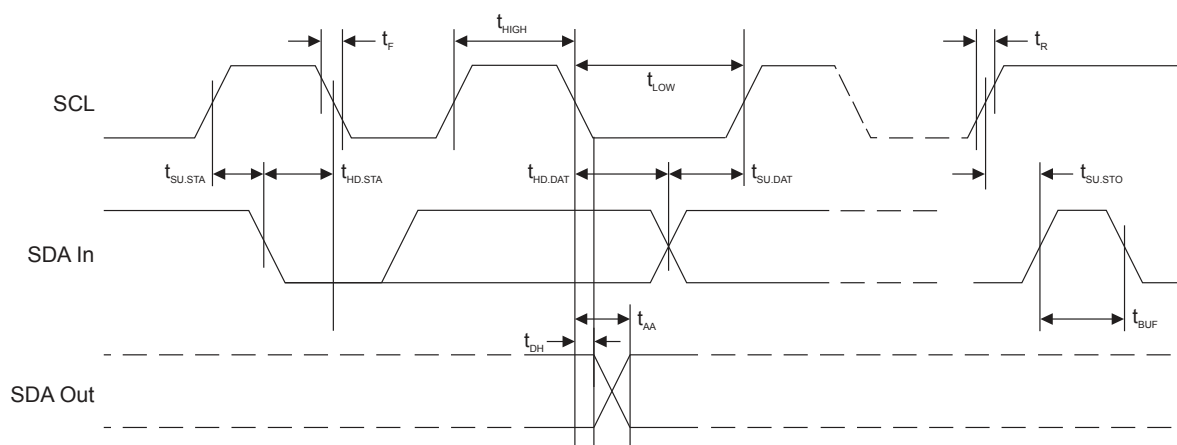 tF
tHIGH
tR
tLOW
SCL
tSU.STA
tHD.STA
tHD.DAT
tSU.DAT
tSU.STO
SDA In
tAA
tBUF
tDH
SDA Out